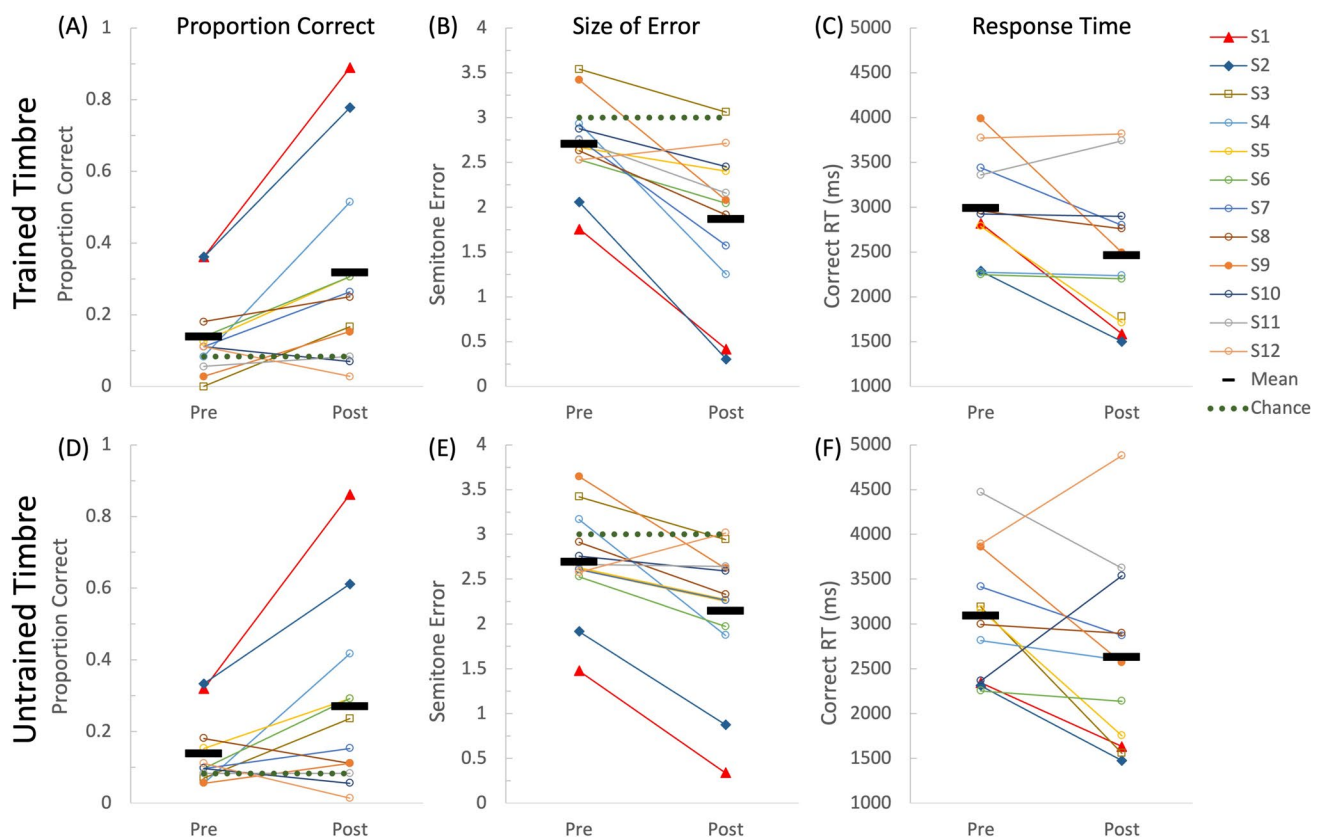 (A) Proportion Correct
(B) Size of Error
(C) Response Time
Trained Timbre
Proportion Correct
1
0.8
0.6
0.4
0.2
0
Pre Post
Semitone Error
4
3.5
3
2.5
2
1.5
1
0.5
0
Pre Post
Correct RT (ms)
5000
4500
4000
3500
3000
2500
2000
1500
1000
Pre Post
S1
S2
S3
S4
S5
S6
S7
S8
S9
S10
S11
S12
Mean
Chance
Untrained Timbre
(D)
Proportion Correct
1
0.8
0.6
0.4
0.2
0
Pre Post
(E)
Semitone Error
4
3.5
3
2.5
2
1.5
1
0.5
0
Pre Post
(F)
Correct RT (ms)
5000
4500
4000
3500
3000
2500
2000
1500
1000
Pre Post